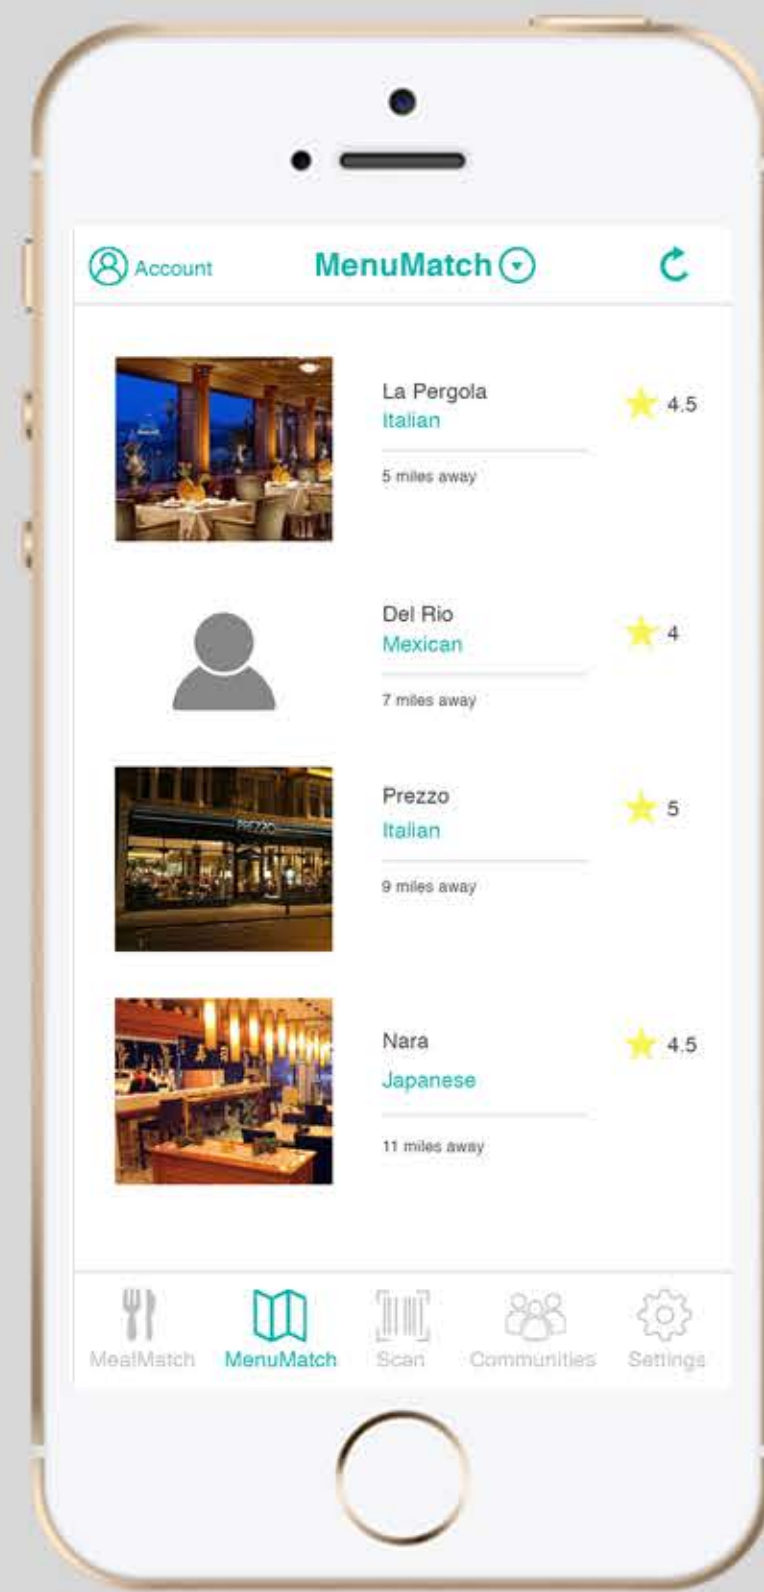 Account
MenuMatch
La Pergola
Italian
4.5
5 miles away
Del Rio
Mexican
4
7 miles away
PREZZO
Prezzo
Italian
5
9 miles away
Nara
Japanese
4.5
11 miles away
MealMatch
MenuMatch
Scan
Communities
Settings